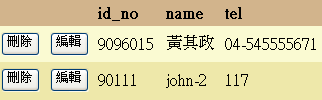 id_no name tel
刪除 編輯 9096015 黃其政 04-545555671
刪除 編輯 90111 john-2 117